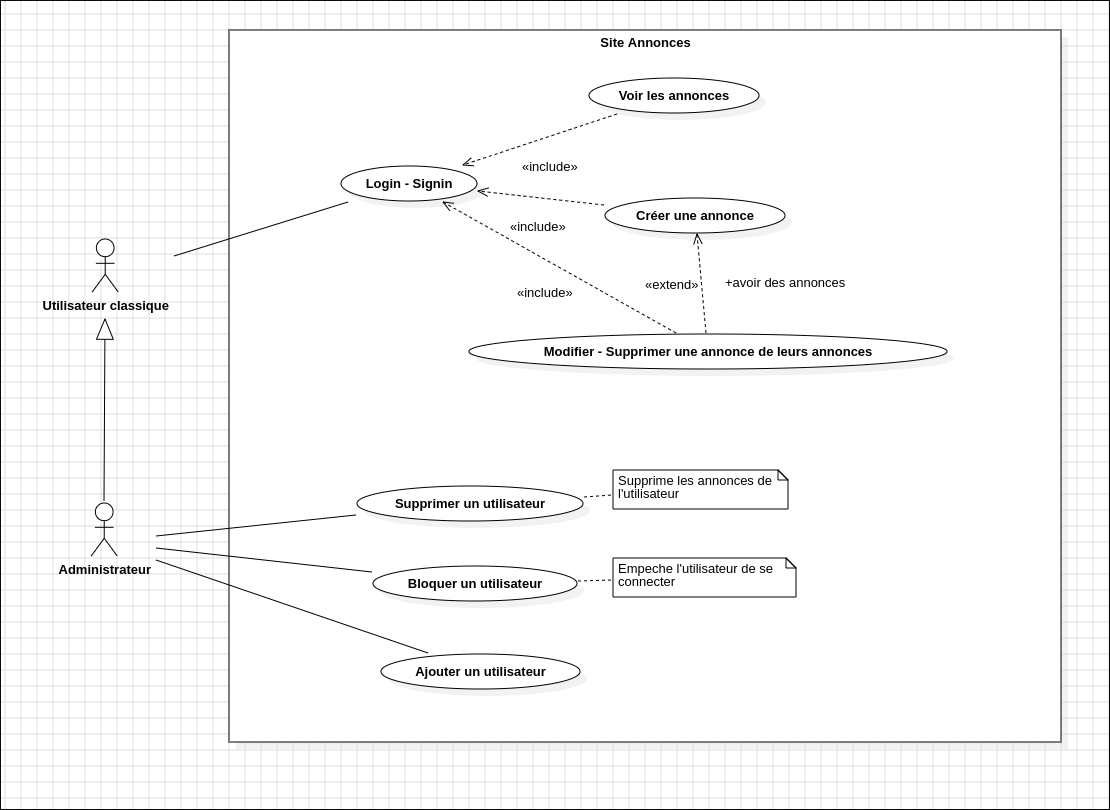 Site Annonces
Voir les annonces
«include»
Login - Signin
Créer une annonce
«include»
Utilisateur classique
«include»
«extend»
+avoir des annonces
Modifier - Supprimer une annonce de leurs annonces
Supprimer un utilisateur
Supprime les annonces de
l'utilisateur
Administrateur
Bloquer un utilisateur
Empeche l'utilisateur de se
connecter
Ajouter un utilisateur